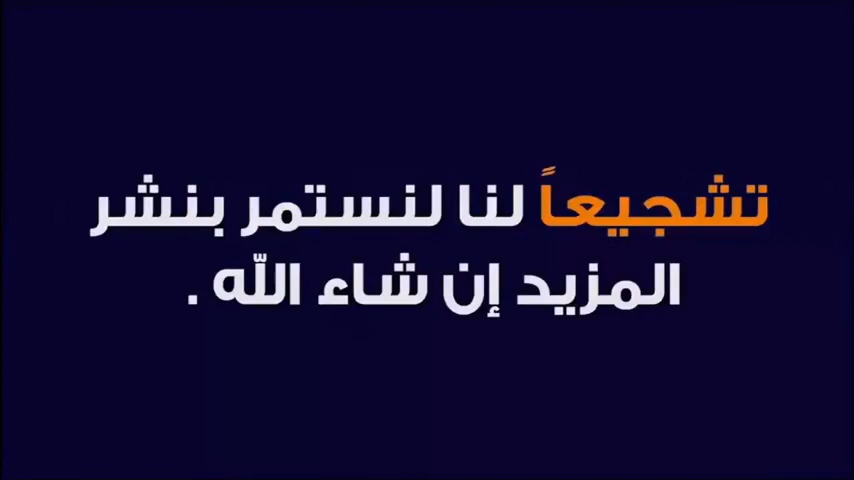 تشجيعاً لنا لنستمر بنشر
المزيد إن شاء الله .